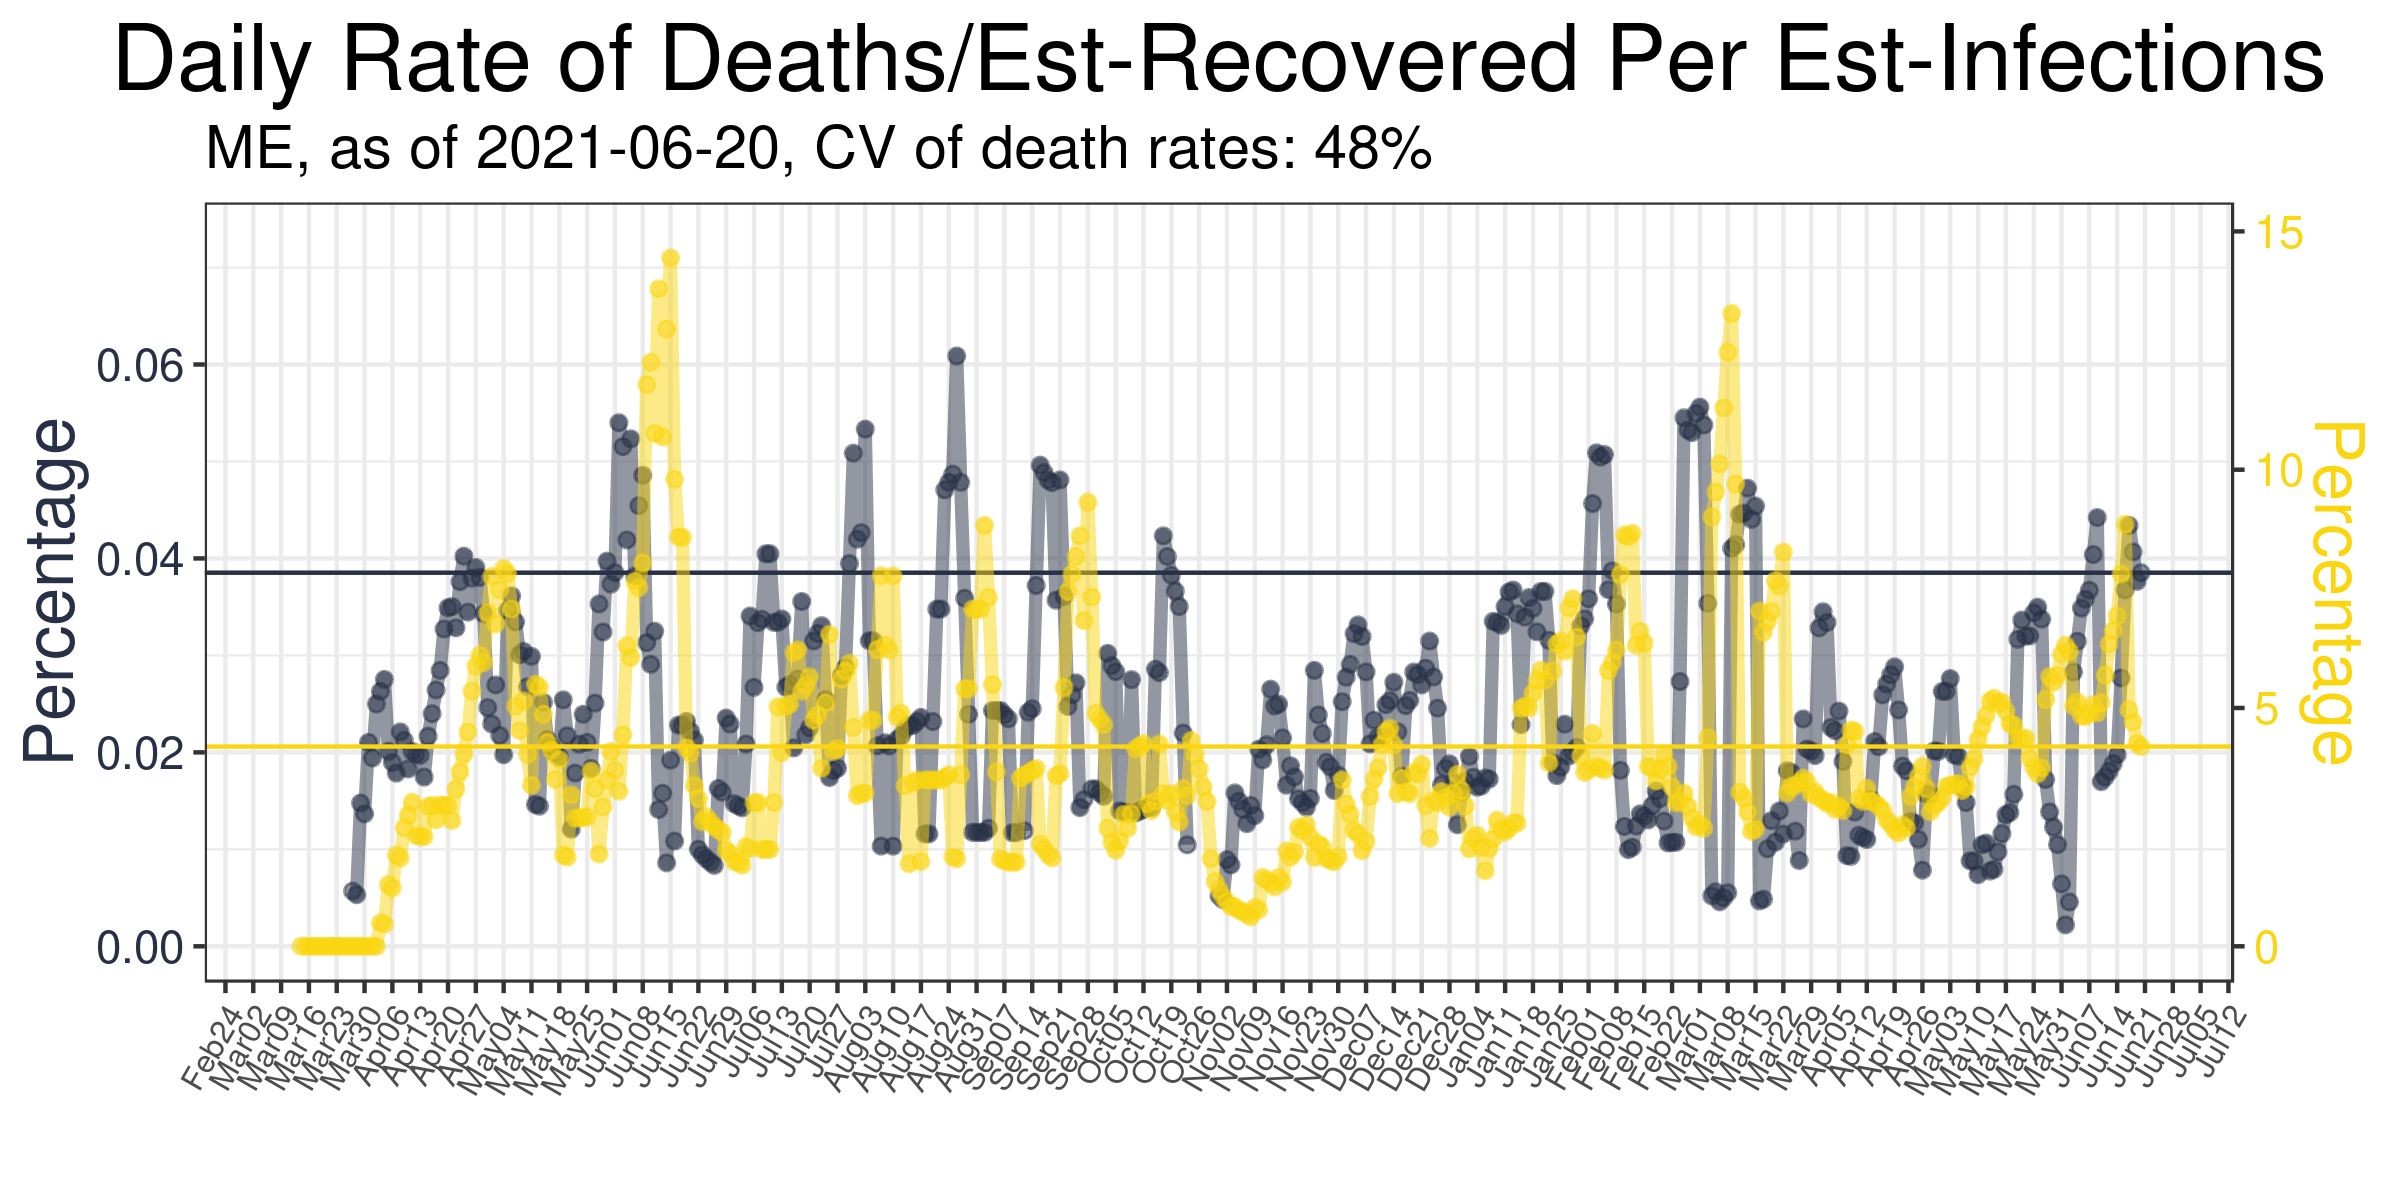 Daily Rate of Deaths/Est-Recovered Per Est-Infections
ME, as of 2021-06-20, CV of death rates: 48%
Percentage
0.06
0.04
0.02
0.00
15
10
5
0
Percentage
Feb24
Mar02
Mar09
Mar16
Mar23
Mar30
Apr06
Apr13
Apr20
Apr27
May04
May11
May18
May25
Jun01
Jun08
Jun15
Jun22
Jun29
Jul06
Jul13
Jul20
Jul27
Aug03
Aug10
Aug17
Aug24
Aug31
Sep07
Sep14
Sep21
Sep28
Oct05
Oct12
Oct19
Oct26
Nov02
Nov09
Nov16
Nov23
Nov30
Dec07
Dec14
Dec21
Dec28
Jan04
Jan11
Jan18
Jan25
Feb01
Feb08
Feb15
Feb22
Mar01
Mar08
Mar15
Mar22
Mar29
Apr05
Apr12
Apr19
Apr26
May03
May10
May17
May24
May31
Jun07
Jun14
Jun21
Jun28
Jul05
Jul12